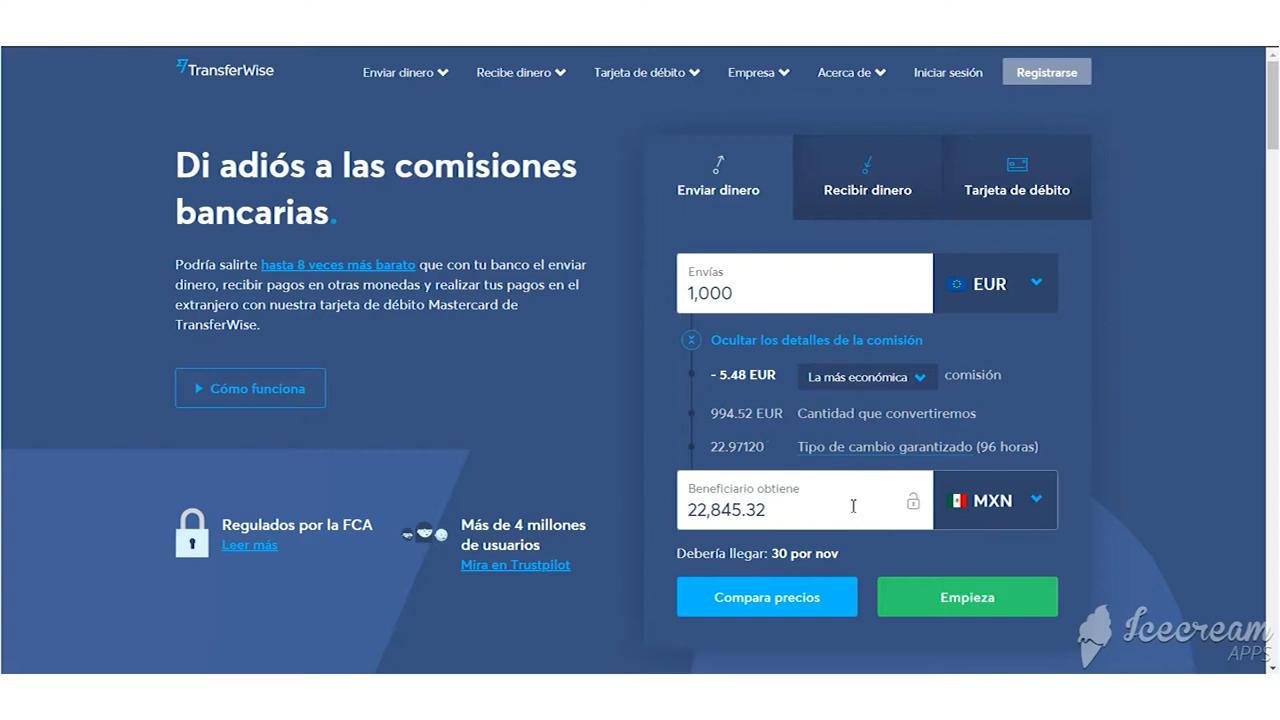 TransferWise
Enviar dinero
Recibe dinero
Tarjeta de débito
Empresa
Acerca de
Iniciar sesión
Registrarse
Di adiós a las comisiones
bancarias.
Podría salirte hasta 8 veces más barato que con tu banco el enviar
dinero, recibir pagos en otras monedas y realizar tus pagos en el
extranjero con nuestra tarjeta de débito Mastercard de
TransferWise.
Cómo funciona
Regulados por la FCA
Leer más
Más de 4 millones
de usuarios
Mira en Trustpilot
Enviar dinero
Recibir dinero
Tarjeta de débito
Envías
1,000
EUR
Ocultar los detalles de la comisión
- 5.48 EUR La más económica comisión
994.52 EUR Cantidad que convertiremos
22.97120 Tipo de cambio garantizado (96 horas)
Beneficiario obtiene
22,845.32
MXN
Debería llegar: 30 por nov
Compara precios
Empieza
Icecream
APPS